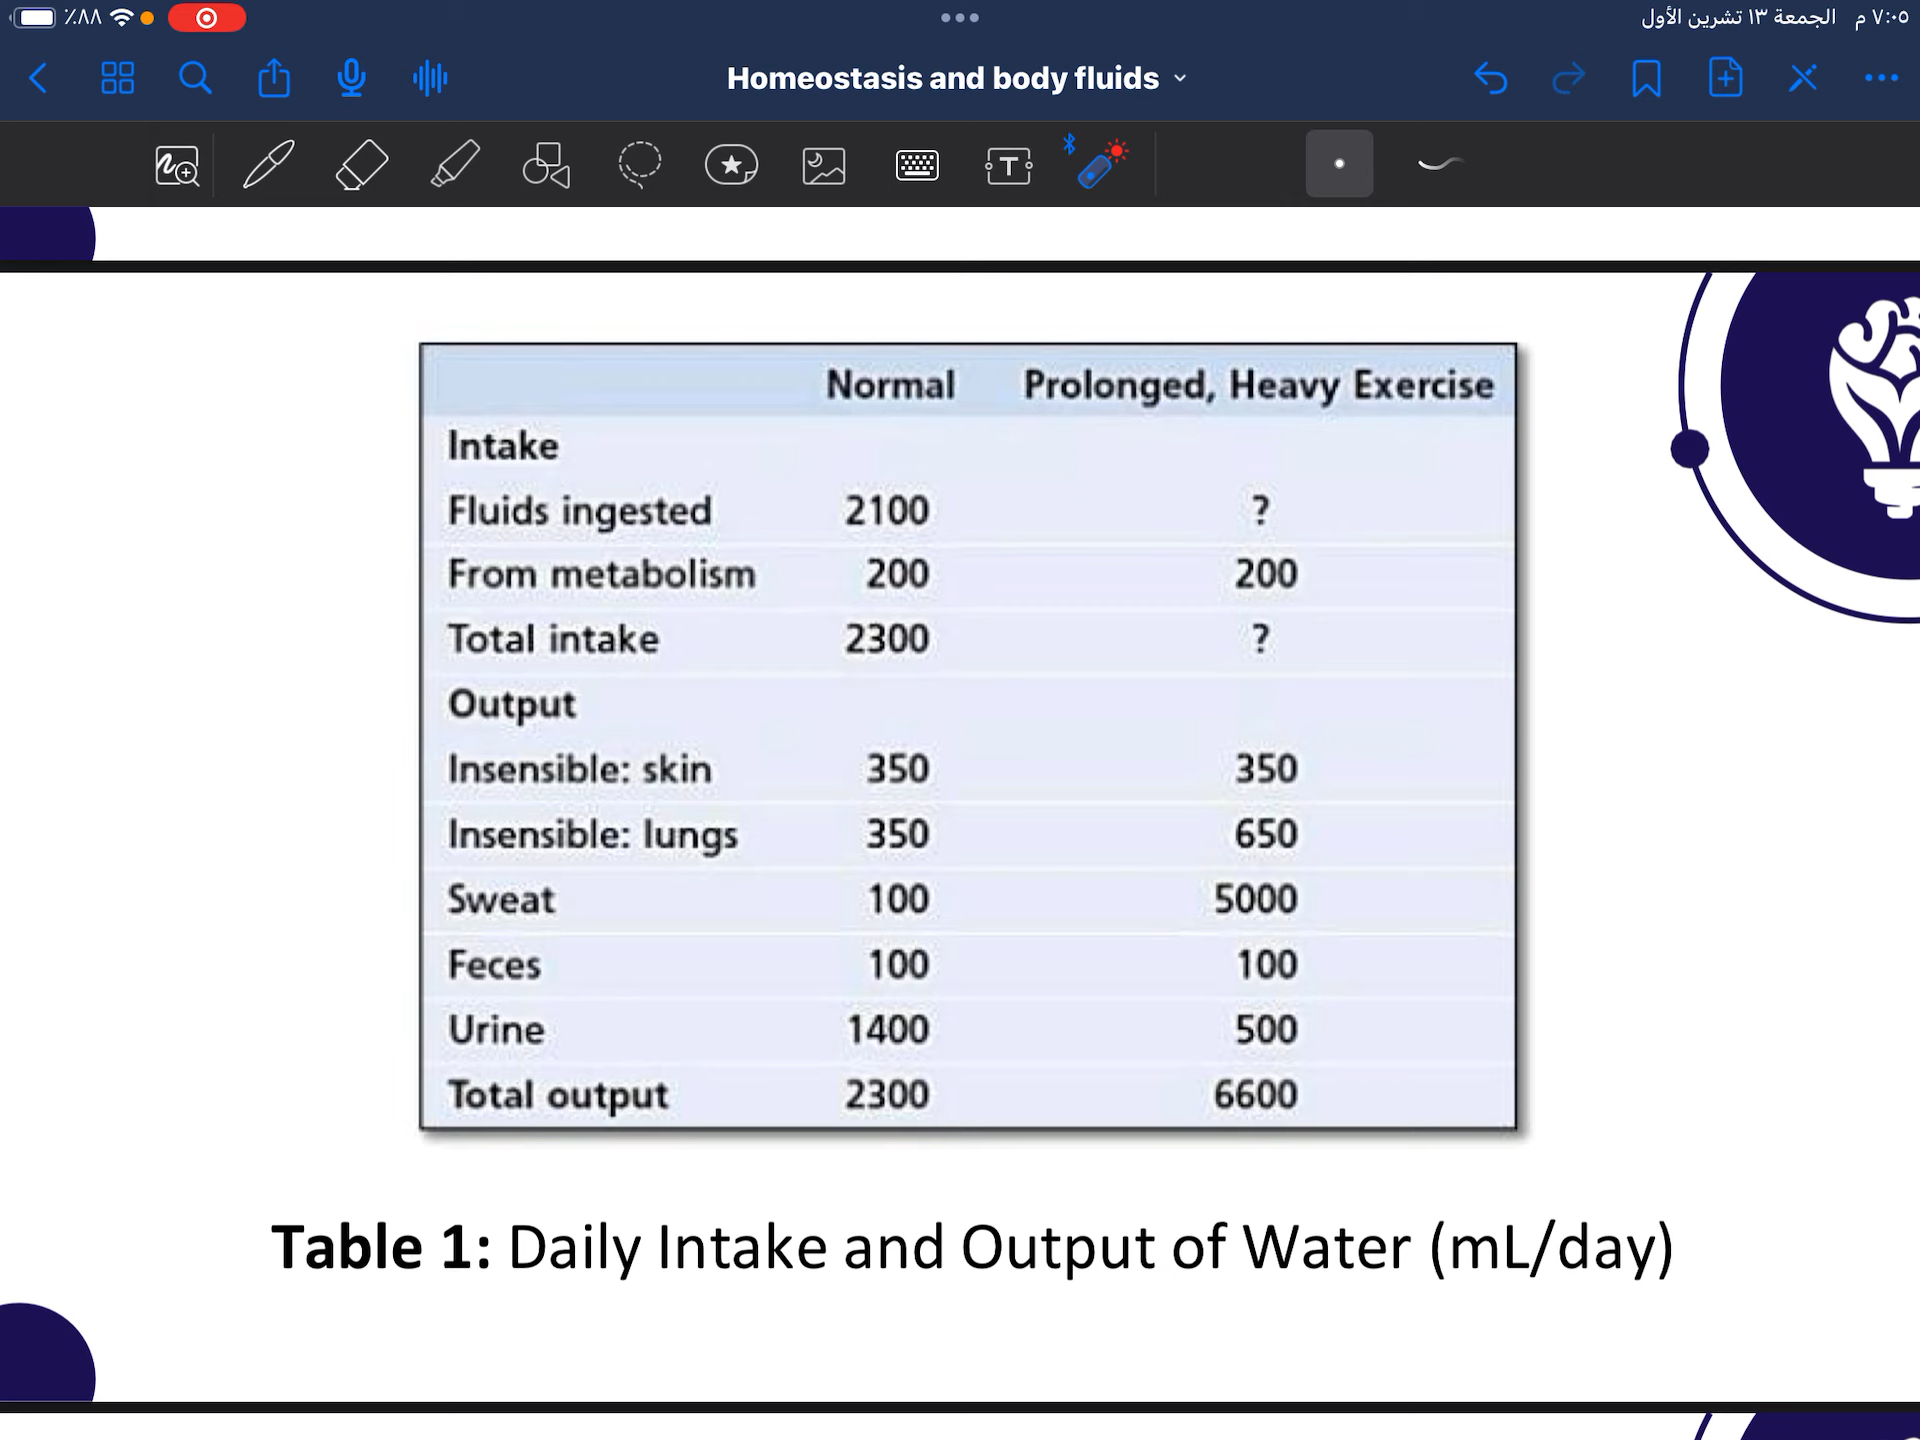 ٪٨٨
٧:٠٥ م الجمعة ١٣ تشرين الأول
Homeostasis and body fluids
T
Normal Prolonged, Heavy Exercise
Intake
Fluids ingested 2100 ?
From metabolism 200 200
Total intake 2300 ?
Output
Insensible: skin 350 350
Insensible: lungs 350 650
Sweat 100 5000
Feces 100 100
Urine 1400 500
Total output 2300 6600
Table 1: Daily Intake and Output of Water (mL/day)